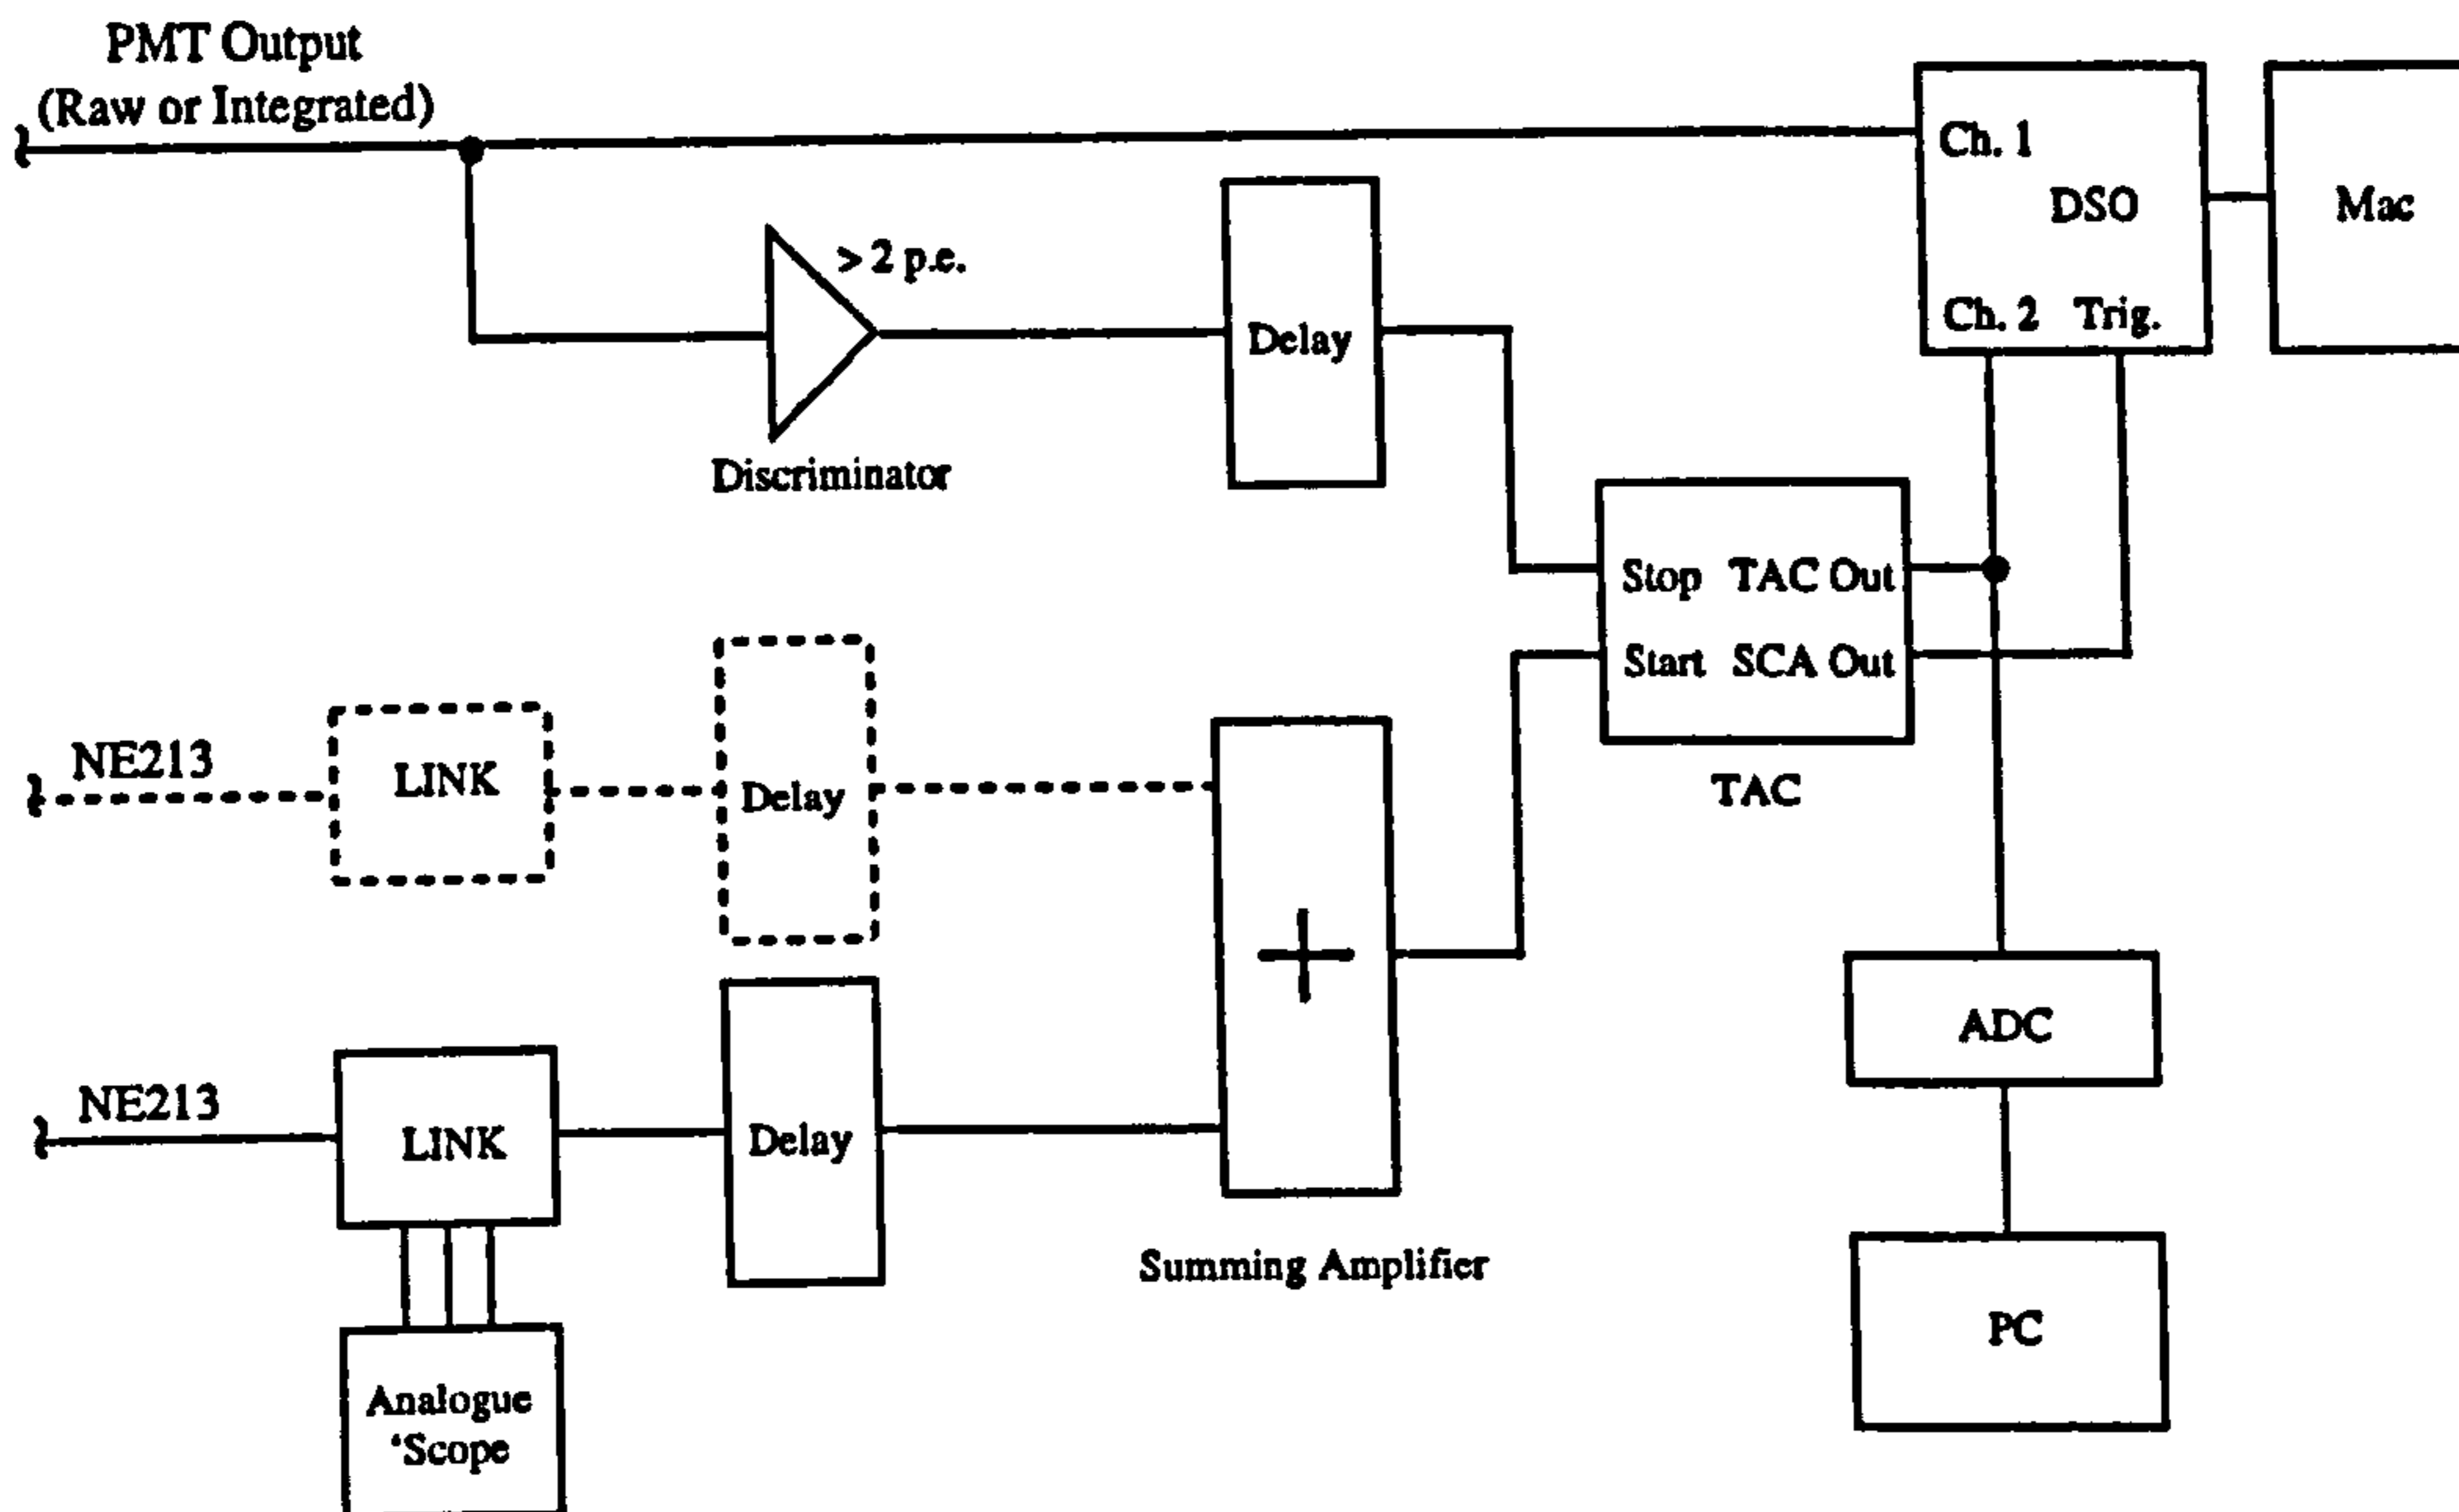 PMT Output
(Raw or Integrated)
Ch. 1
DSO
Mac
Ch. 2 Trig.
> 2 p.e.
Delay
Discriminator
Stop TAC Out
Start SCA Out
TAC
NE213
LINK
Delay
+
NE213
LINK
Delay
Summing Amplifier
ADC
PC
Analogue
‘Scope